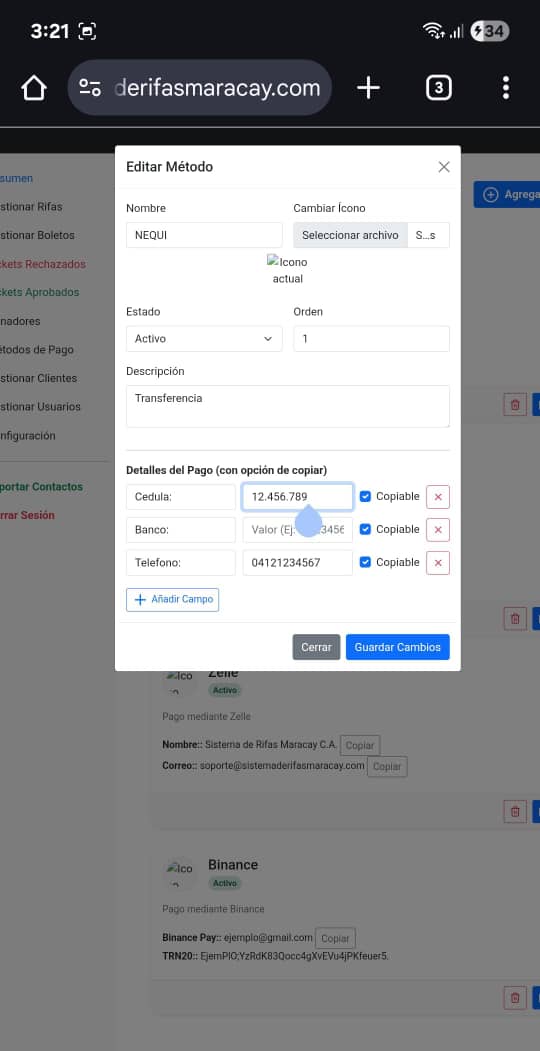 3:21
34
derifasmaracay.com
3
Editar Método
Nombre
Cambiar Ícono
NEQUI
Seleccionar archivo
S...s
Icono
actual
Estado
Orden
Activo
1
Descripción
Transferencia
Detalles del Pago (con opción de copiar)
Cedula:
12.456.789
Copiable
Banco:
Valor (Ej: 3456
Copiable
Telefono:
04121234567
Copiable
Añadir Campo
Cerrar
Guardar Cambios
sumen
stionar Rifas
stionar Boletos
ckets Rechazados
ckets Aprobados
nadores
étodos de Pago
stionar Clientes
stionar Usuarios
nfiguración
portar Contactos
rrar Sesión
Agrega
Ico
Zelle
Activo
Pago mediante Zelle
Nombre:: Sistema de Rifas Maracay C.A. Copiar
Correo:: soporte@sistemaderifasmaracay.com Copiar
Ico
Binance
Activo
Pago mediante Binance
Binance Pay:: ejemplo@gmail.com Copiar
TRN20:: EjemPlO;YzRdK83Qocc4gXvEVu4jPKfeuer5.